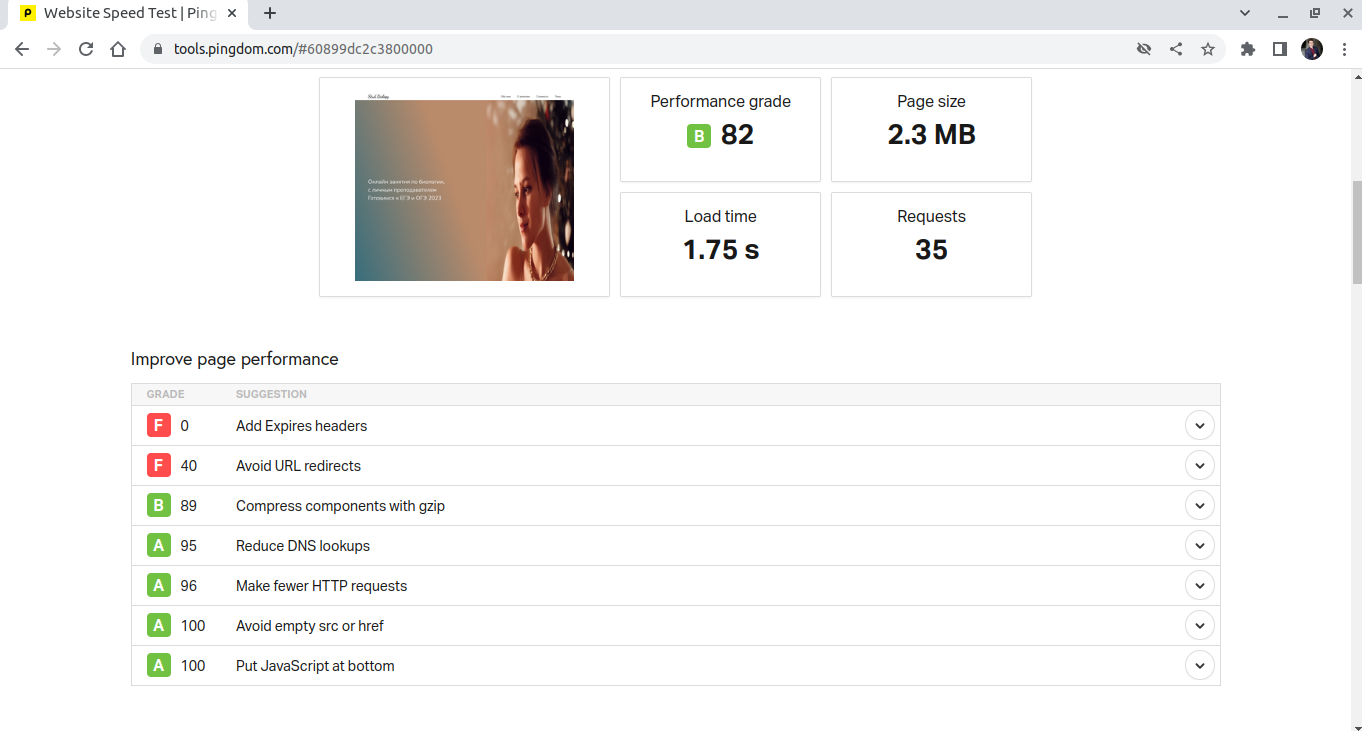 Website Speed Test | Ping
tools.pingdom.com/#60899dc2c3800000
Онлайн занятия по биологии,
с личным преподавателем
Готовимся к ЕГЭ и ОГЭ 2023
Performance grade
B 82
Page size
2.3 MB
Load time
1.75 s
Requests
35
Improve page performance
GRADE SUGGESTION
F 0 Add Expires headers
F 40 Avoid URL redirects
B 89 Compress components with gzip
A 95 Reduce DNS lookups
A 96 Make fewer HTTP requests
A 100 Avoid empty src or href
A 100 Put JavaScript at bottom